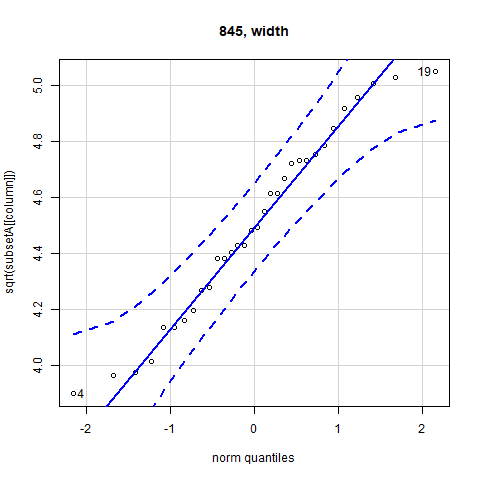 845, width
sqrt(subsetA[[column]])
5.0
4.8
4.6
4.4
4.2
4.0
19
4
-2 -1 0 1 2
norm quantiles